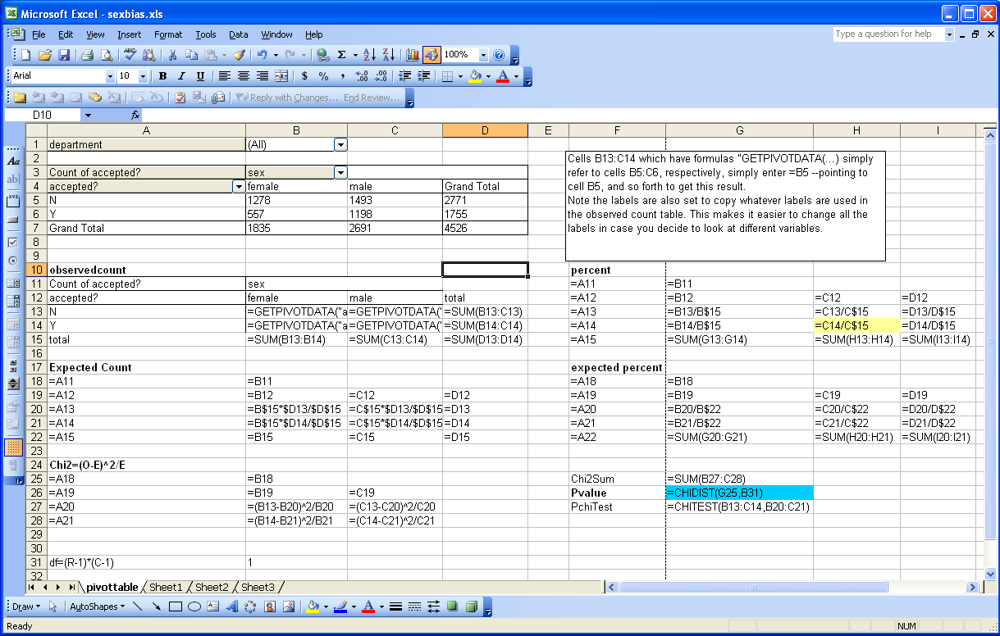 Microsoft Excel - sexbias.xls
File Edit View Insert Format Tools Data Window Help
Type a question for help
100%
Arial 10 B I U $ % ,
Reply with Changes... End Review...
D10 fx
A B C D E F G H I
1 department (All)
2
3 Count of accepted? sex
4 accepted? female male Grand Total
5 N 1278 1493 2771
6 Y 557 1198 1755
7 Grand Total 1835 2691 4526
8
9
Cells B13:C14 which have formulas "GETPIVOTDATA(...) simply
refer to cells B5:C6, respectively, simply enter =B5 --pointing to
cell B5, and so forth to get this result.
Note the labels are also set to copy whatever labels are used in
the observed count table. This makes it easier to change all the
labels in case you decide to look at different variables.
10 observedcount percent
11 Count of accepted? sex =A11 =B11
12 accepted? female male total =A12 =B12 =C12 =D12
13 N =GETPIVOTDATA("a =GETPIVOTDATA(" =SUM(B13:C13) =A13 =B13/B$15 =C13/C$15 =D13/D$15
14 Y =GETPIVOTDATA("a =GETPIVOTDATA(" =SUM(B14:C14) =A14 =B14/B$15 =C14/C$15 =D14/D$15
15 total =SUM(B13:B14) =SUM(C13:C14) =SUM(D13:D14) =A15 =SUM(G13:G14) =SUM(H13:H14) =SUM(I13:I14)
16
17 Expected Count expected percent
18 =A11 =B11 =A18 =B18
19 =A12 =B12 =C12 =D12 =A19 =B19 =C19 =D19
20 =A13 =B$15*$D13/$D$15 =C$15*$D13/$D$15 =D13 =A20 =B20/B$22 =C20/C$22 =D20/D$22
21 =A14 =B$15*$D14/$D$15 =C$15*$D14/$D$15 =D14 =A21 =B21/B$22 =C21/C$22 =D21/D$22
22 =A15 =B15 =C15 =D15 =A22 =SUM(G20:G21) =SUM(H20:H21) =SUM(I20:I21)
23
24 Chi2=(O-E)^2/E
25 =A18 =B18 Chi2Sum =SUM(B27:C28)
26 =A19 =B19 =C19 Pvalue =CHIDIST(G25,B31)
27 =A20 =(B13-B20)^2/B20 =(C13-C20)^2/C20 PchiTest =CHITEST(B13:C14,B20:C21)
28 =A21 =(B14-B21)^2/B21 =(C14-C21)^2/C21
29
30
31 df=(R-1)*(C-1) 1
32
pivottable Sheet1 Sheet2 Sheet3
Draw AutoShapes
Ready NUM